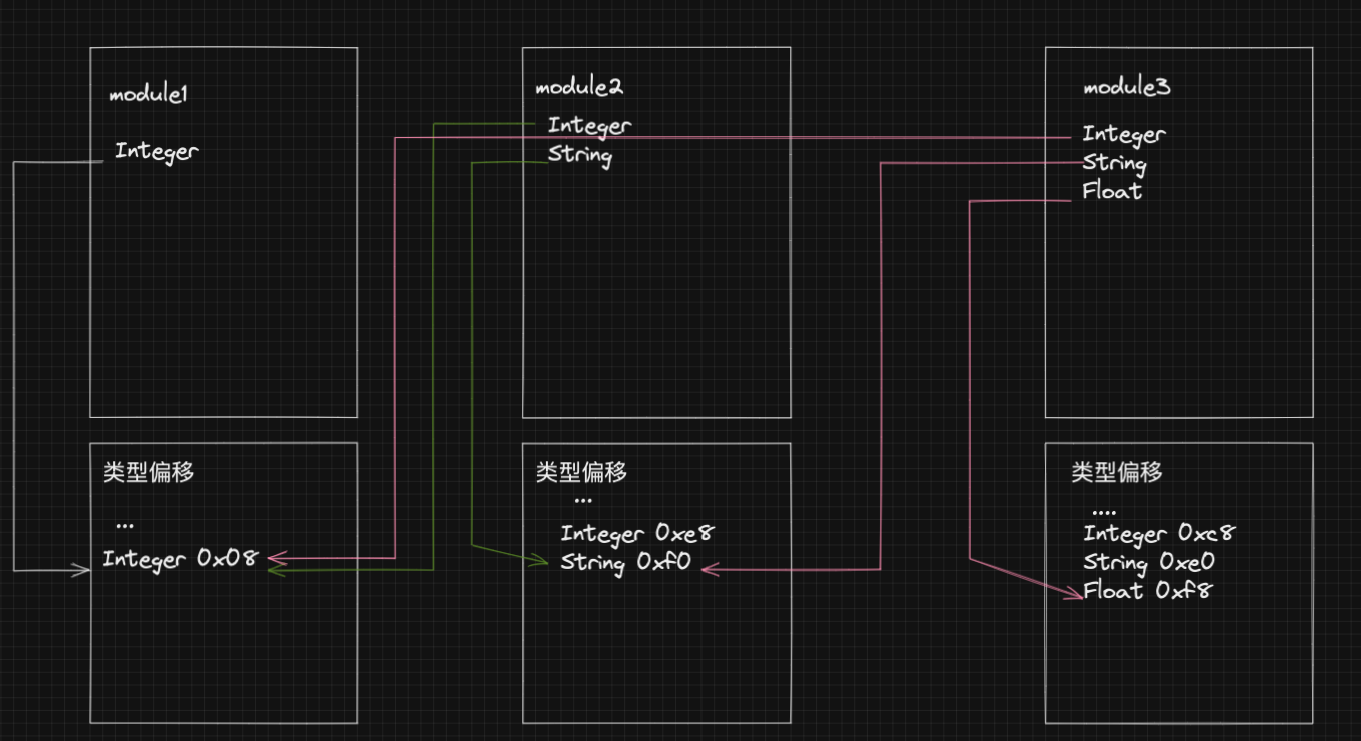 module1
Integer
module2
Integer
String
module3
Integer
String
Float
类型偏移
...
Integer 0x08
类型偏移
...
Integer 0xe8
String 0xf0
类型偏移
....
Integer 0xc8
String 0xe0
Float 0xf8